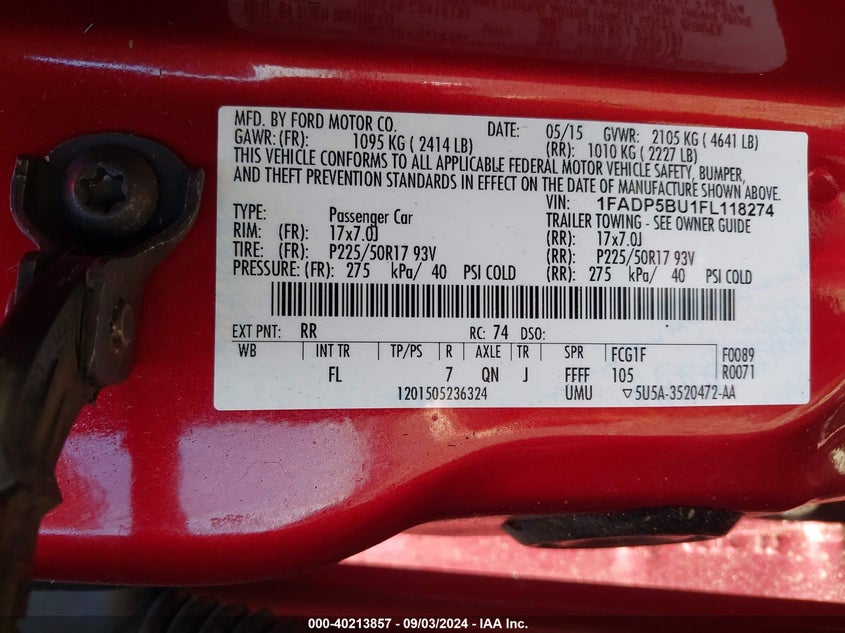 MFD. BY FORD MOTOR CO. DATE: 05/15 GVWR: 2105 KG ( 4641 LB)
GAWR: (FR): 1095 KG ( 2414 LB) (RR): 1010 KG ( 2227 LB)
THIS VEHICLE CONFORMS TO ALL APPLICABLE FEDERAL MOTOR VEHICLE SAFETY, BUMPER,
AND THEFT PREVENTION STANDARDS IN EFFECT ON THE DATE OF MANUFACTURE SHOWN ABOVE.
VIN: 1FADP5BU1FL118274
TYPE: Passenger Car TRAILER TOWING - SEE OWNER GUIDE
RIM: (FR): 17x7.0J (RR): 17x7.0J
TIRE: (FR): P225/50R17 93V (RR): P225/50R17 93V
PRESSURE: (FR): 275 kPa/ 40 PSI COLD (RR): 275 kPa/ 40 PSI COLD
EXT PNT: RR RC: 74 DSO:
WB INT TR TP/PS R AXLE TR SPR FCG1F F0089
FL 7 QN J FFFF 105 R0071
1201505236324 UMU ▽5U5A-3520472-AA
000-40213857 - 09/03/2024 - IAA Inc.